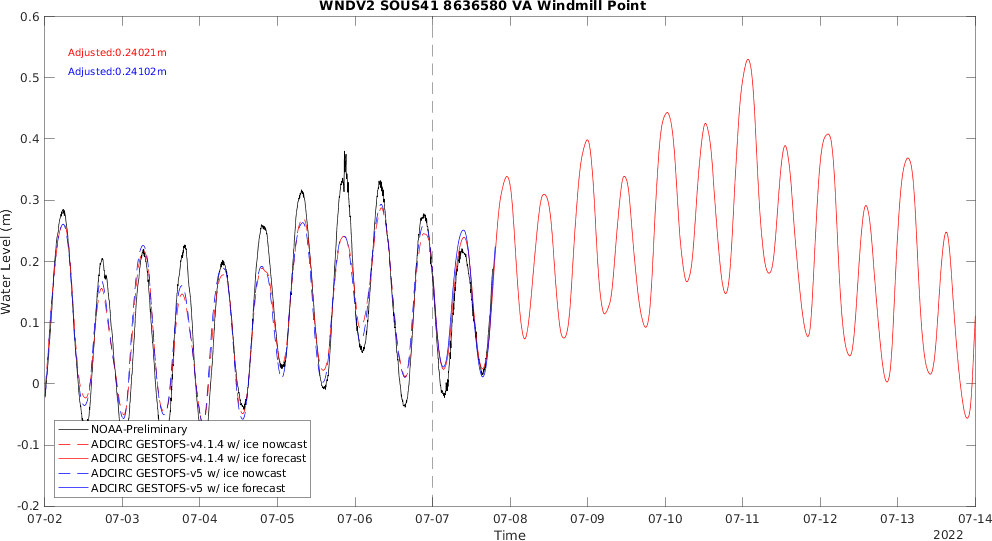 WNDV2 SOUS41 8636580 VA Windmill Point
0.6
0.5
0.4
0.3
0.2
0.1
0
-0.1
-0.2
Water Level (m)
Adjusted:0.24021m
Adjusted:0.24102m
NOAA-Preliminary
ADCIRC GESTOFS-v4.1.4 w/ ice nowcast
ADCIRC GESTOFS-v4.1.4 w/ ice forecast
ADCIRC GESTOFS-v5 w/ ice nowcast
ADCIRC GESTOFS-v5 w/ ice forecast
07-02 07-03 07-04 07-05 07-06 07-07 07-08 07-09 07-10 07-11 07-12 07-13 07-14
Time
2022